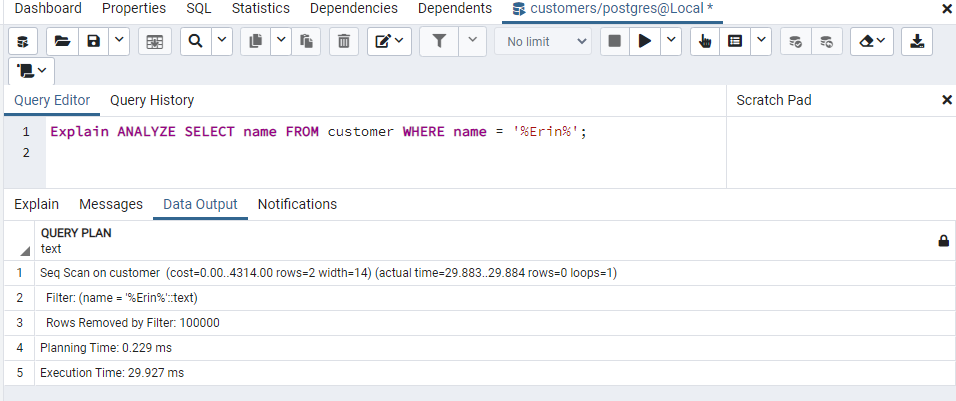 Dashboard Properties SQL Statistics Dependencies Dependents customers/postgres@Local *
No limit
Query Editor Query History Scratch Pad
1 Explain ANALYZE SELECT name FROM customer WHERE name = '%Erin%';
2
Explain Messages Data Output Notifications
QUERY PLAN
text
1 Seq Scan on customer (cost=0.00..4314.00 rows=2 width=14) (actual time=29.883..29.884 rows=0 loops=1)
2 Filter: (name = '%Erin%'::text)
3 Rows Removed by Filter: 100000
4 Planning Time: 0.229 ms
5 Execution Time: 29.927 ms